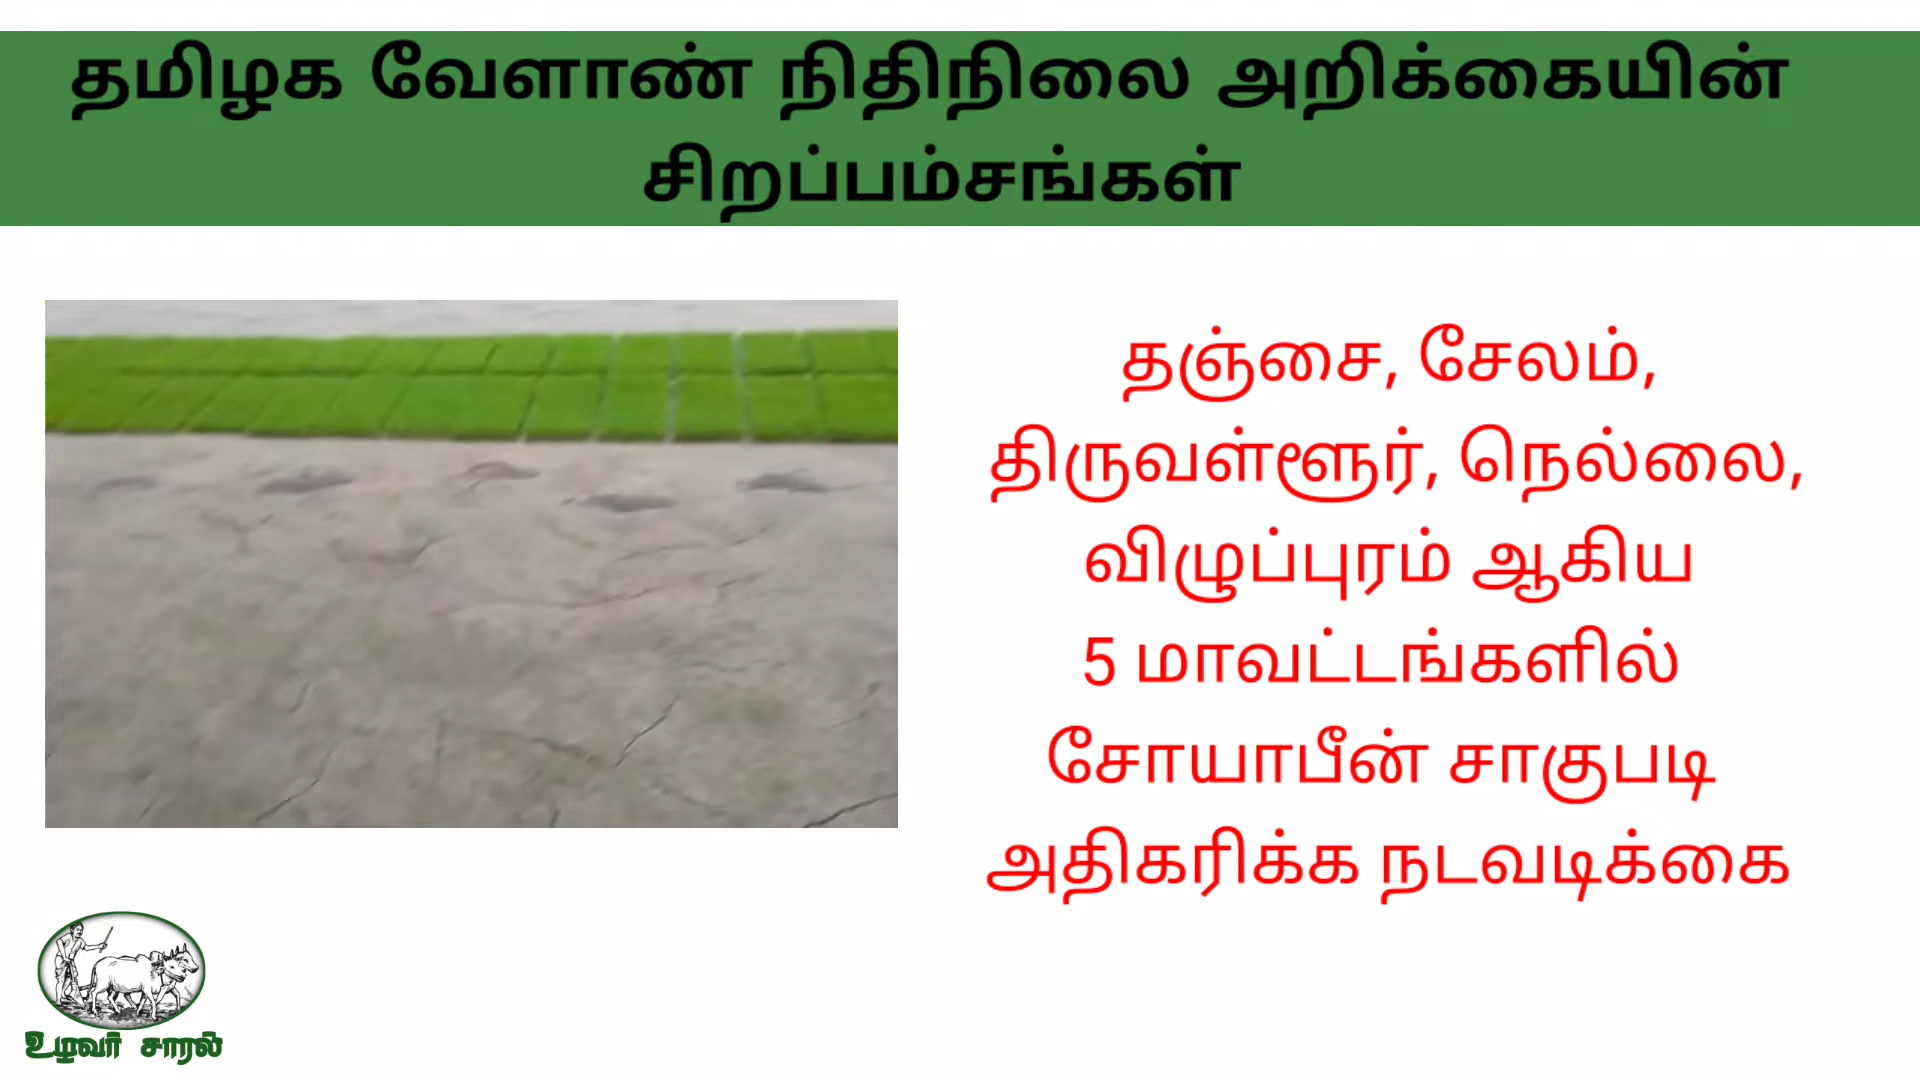 தமிழக வேளாண் நிதிநிலை அறிக்கையின்
சிறப்பம்சங்கள்
தஞ்சை, சேலம்,
திருவள்ளூர், நெல்லை,
விழுப்புரம் ஆகிய
5 மாவட்டங்களில்
சோயாபீன் சாகுபடி
அதிகரிக்க நடவடிக்கை
உழவர் சாரல்